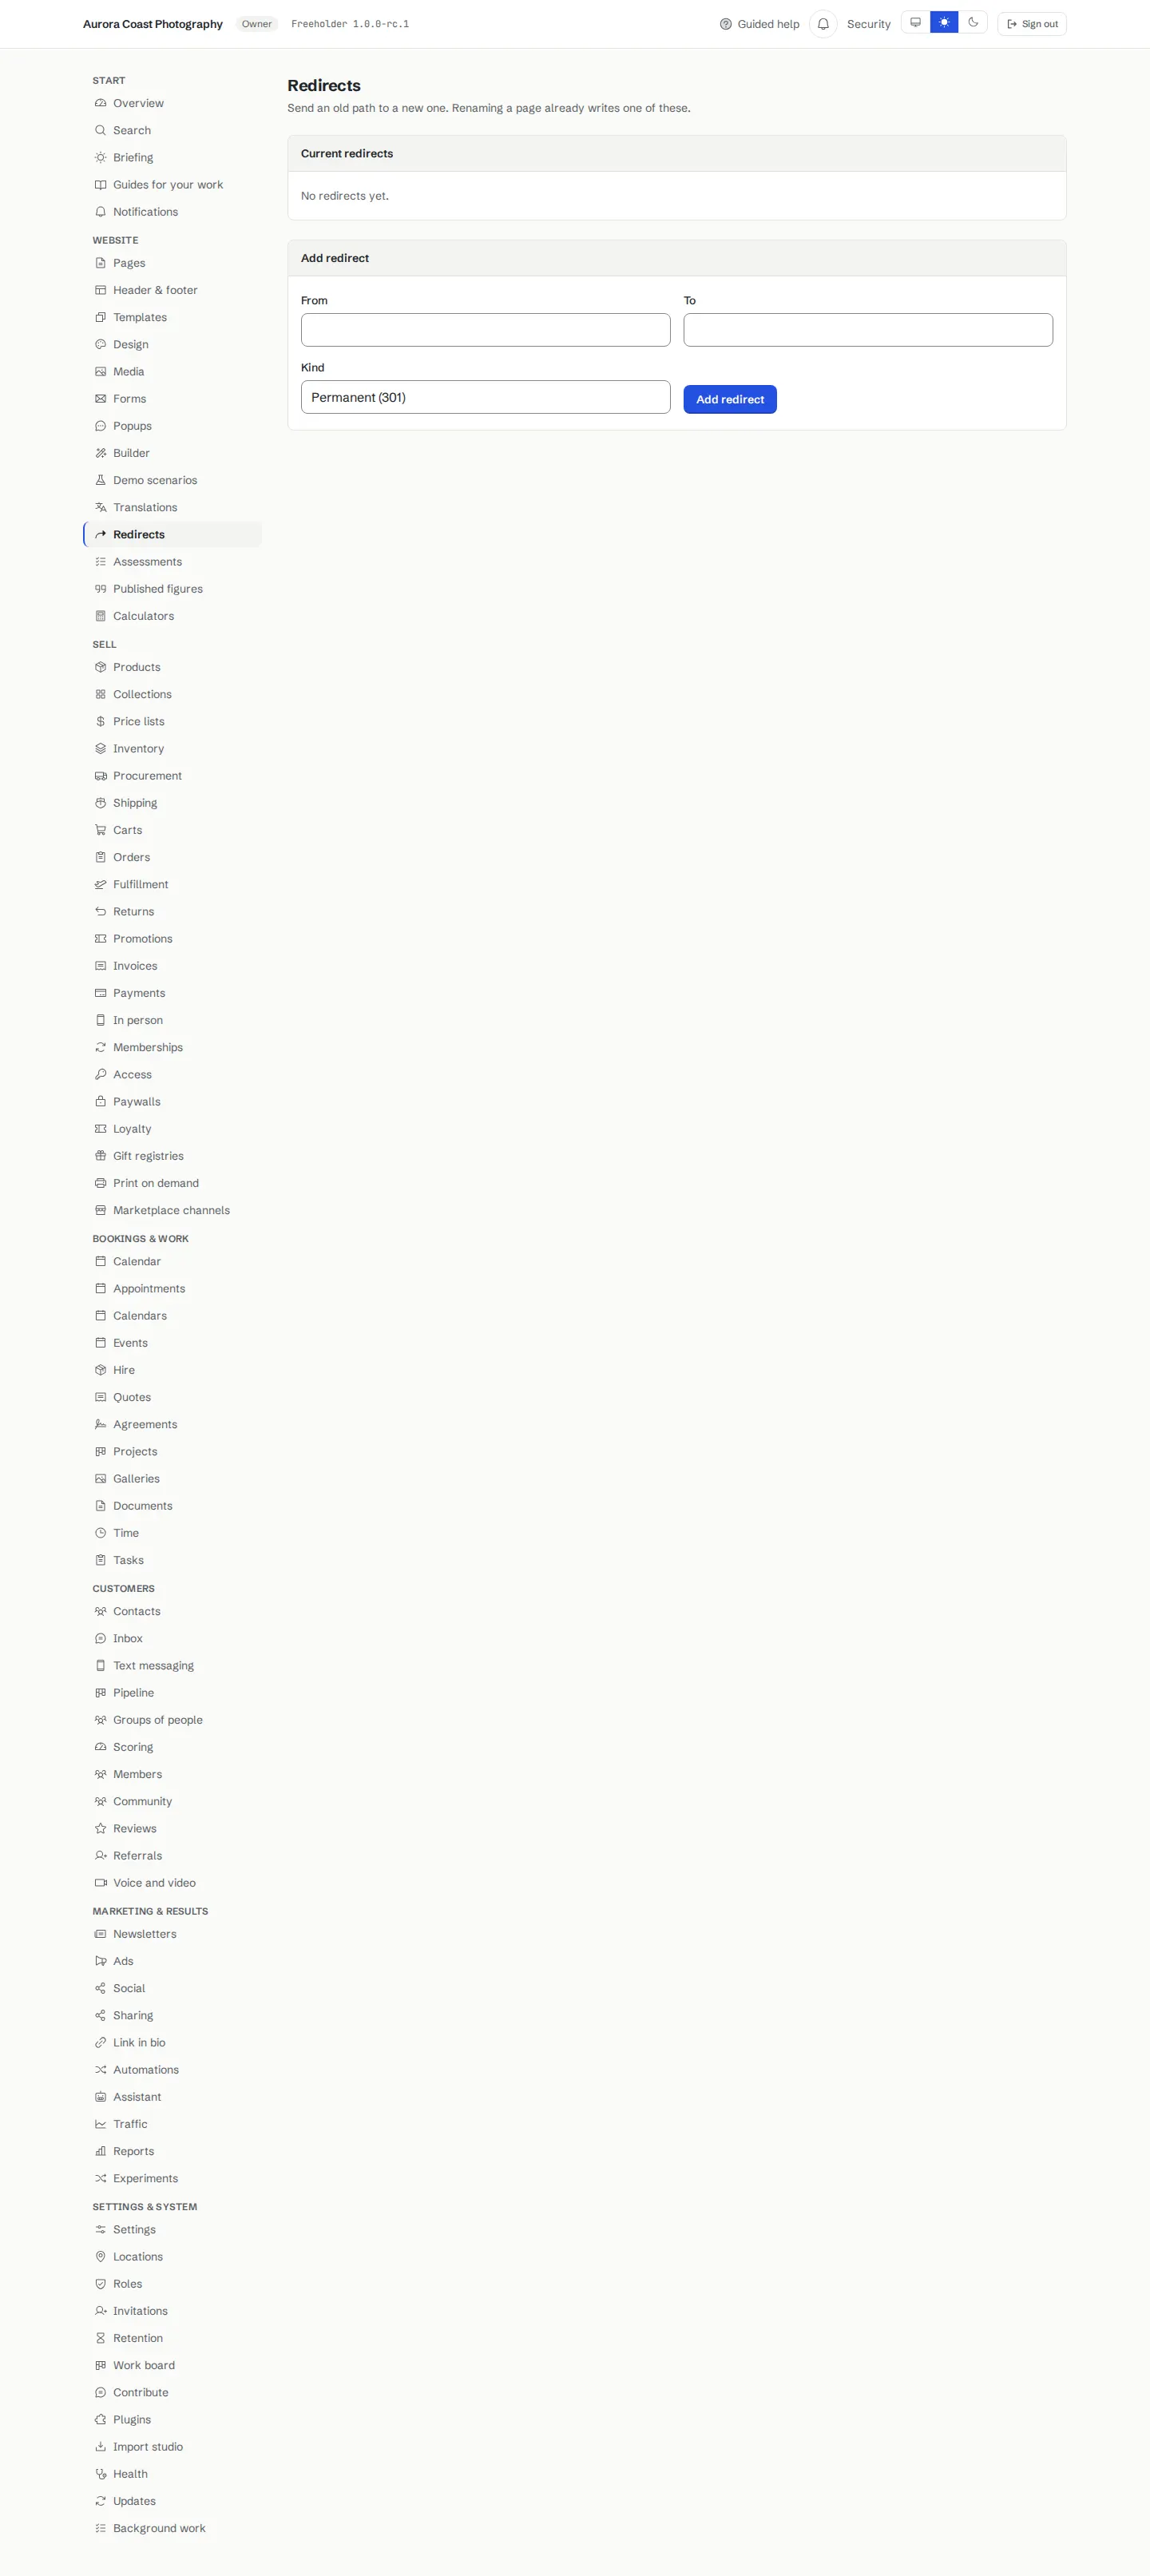 Aurora Coast Photography Owner Freeholder 1.0.0-rc.1 Guided help Security Sign out
START
Overview
Search
Briefing
Guides for your work
Notifications
WEBSITE
Pages
Header & footer
Templates
Design
Media
Forms
Popups
Builder
Demo scenarios
Translations
Redirects
Assessments
Published figures
Calculators
SELL
Products
Collections
Price lists
Inventory
Procurement
Shipping
Carts
Orders
Fulfillment
Returns
Promotions
Invoices
Payments
In person
Memberships
Access
Paywalls
Loyalty
Gift registries
Print on demand
Marketplace channels
BOOKINGS & WORK
Calendar
Appointments
Calendars
Events
Hire
Quotes
Agreements
Projects
Galleries
Documents
Time
Tasks
CUSTOMERS
Contacts
Inbox
Text messaging
Pipeline
Groups of people
Scoring
Members
Community
Reviews
Referrals
Voice and video
MARKETING & RESULTS
Newsletters
Ads
Social
Sharing
Link in bio
Automations
Assistant
Traffic
Reports
Experiments
SETTINGS & SYSTEM
Settings
Locations
Roles
Invitations
Retention
Work board
Contribute
Plugins
Import studio
Health
Updates
Background work
Redirects
Send an old path to a new one. Renaming a page already writes one of these.
Current redirects
No redirects yet.
Add redirect
From To
Kind
Permanent (301) Add redirect